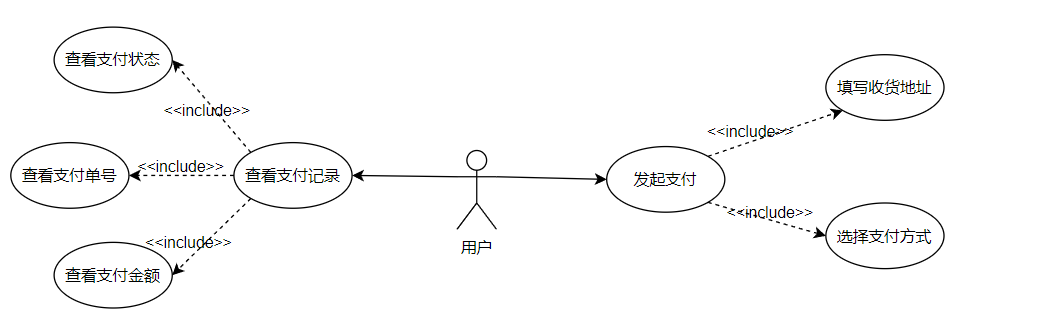 查看支付状态
<<include>>
查看支付单号
<<include>>
查看支付记录
<<include>>
查看支付金额
用户
发起支付
<<include>>
填写收货地址
<<include>>
选择支付方式